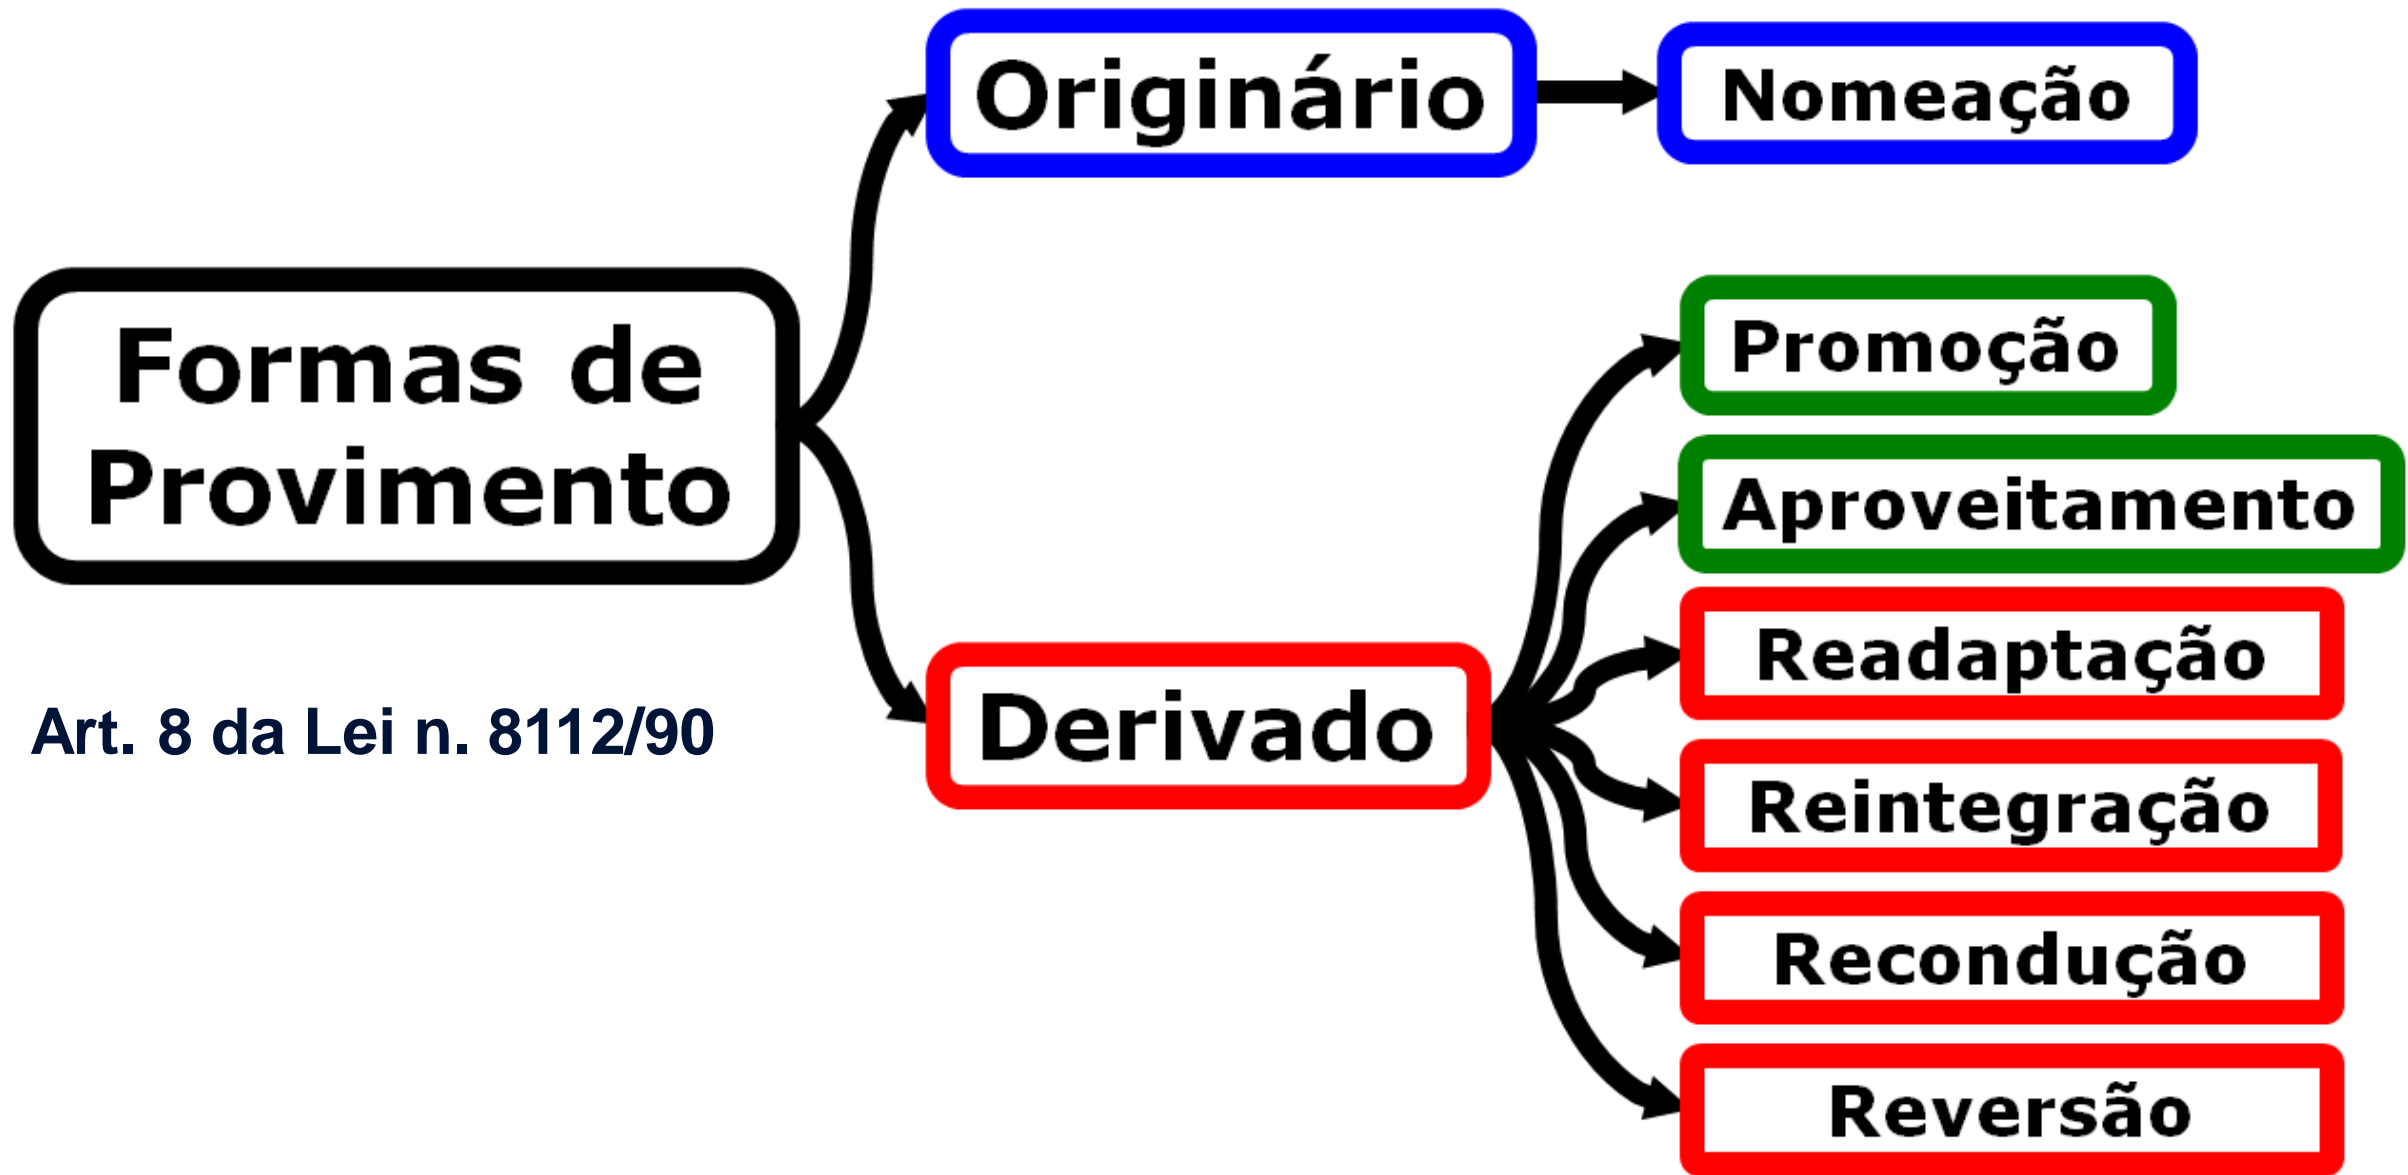 Formas de
Provimento
Art. 8 da Lei n. 8112/90
Originário
Nomeação
Derivado
Promoção
Aproveitamento
Readaptação
Reintegração
Recondução
Reversão